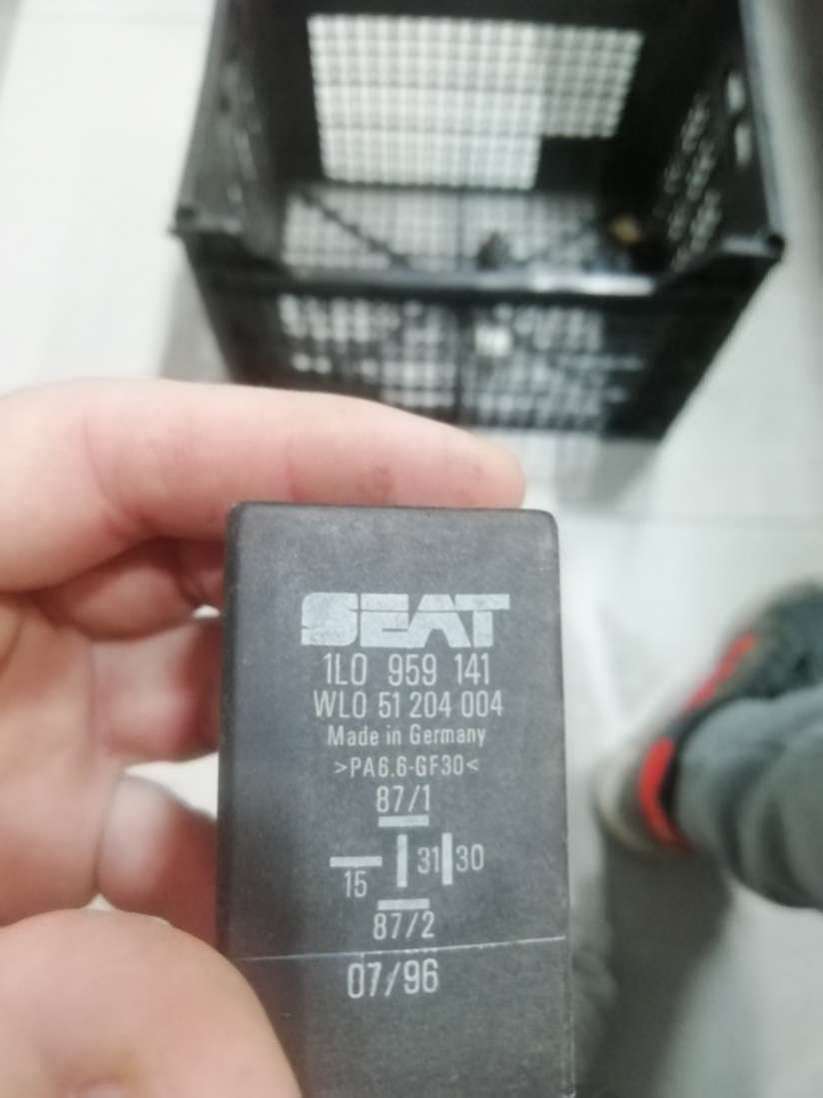 SEAT
1L0 959 141
WL0 51 204 004
Made in Germany
>PA6.6-GF30<
87/1
15 31 30
87/2
07/96